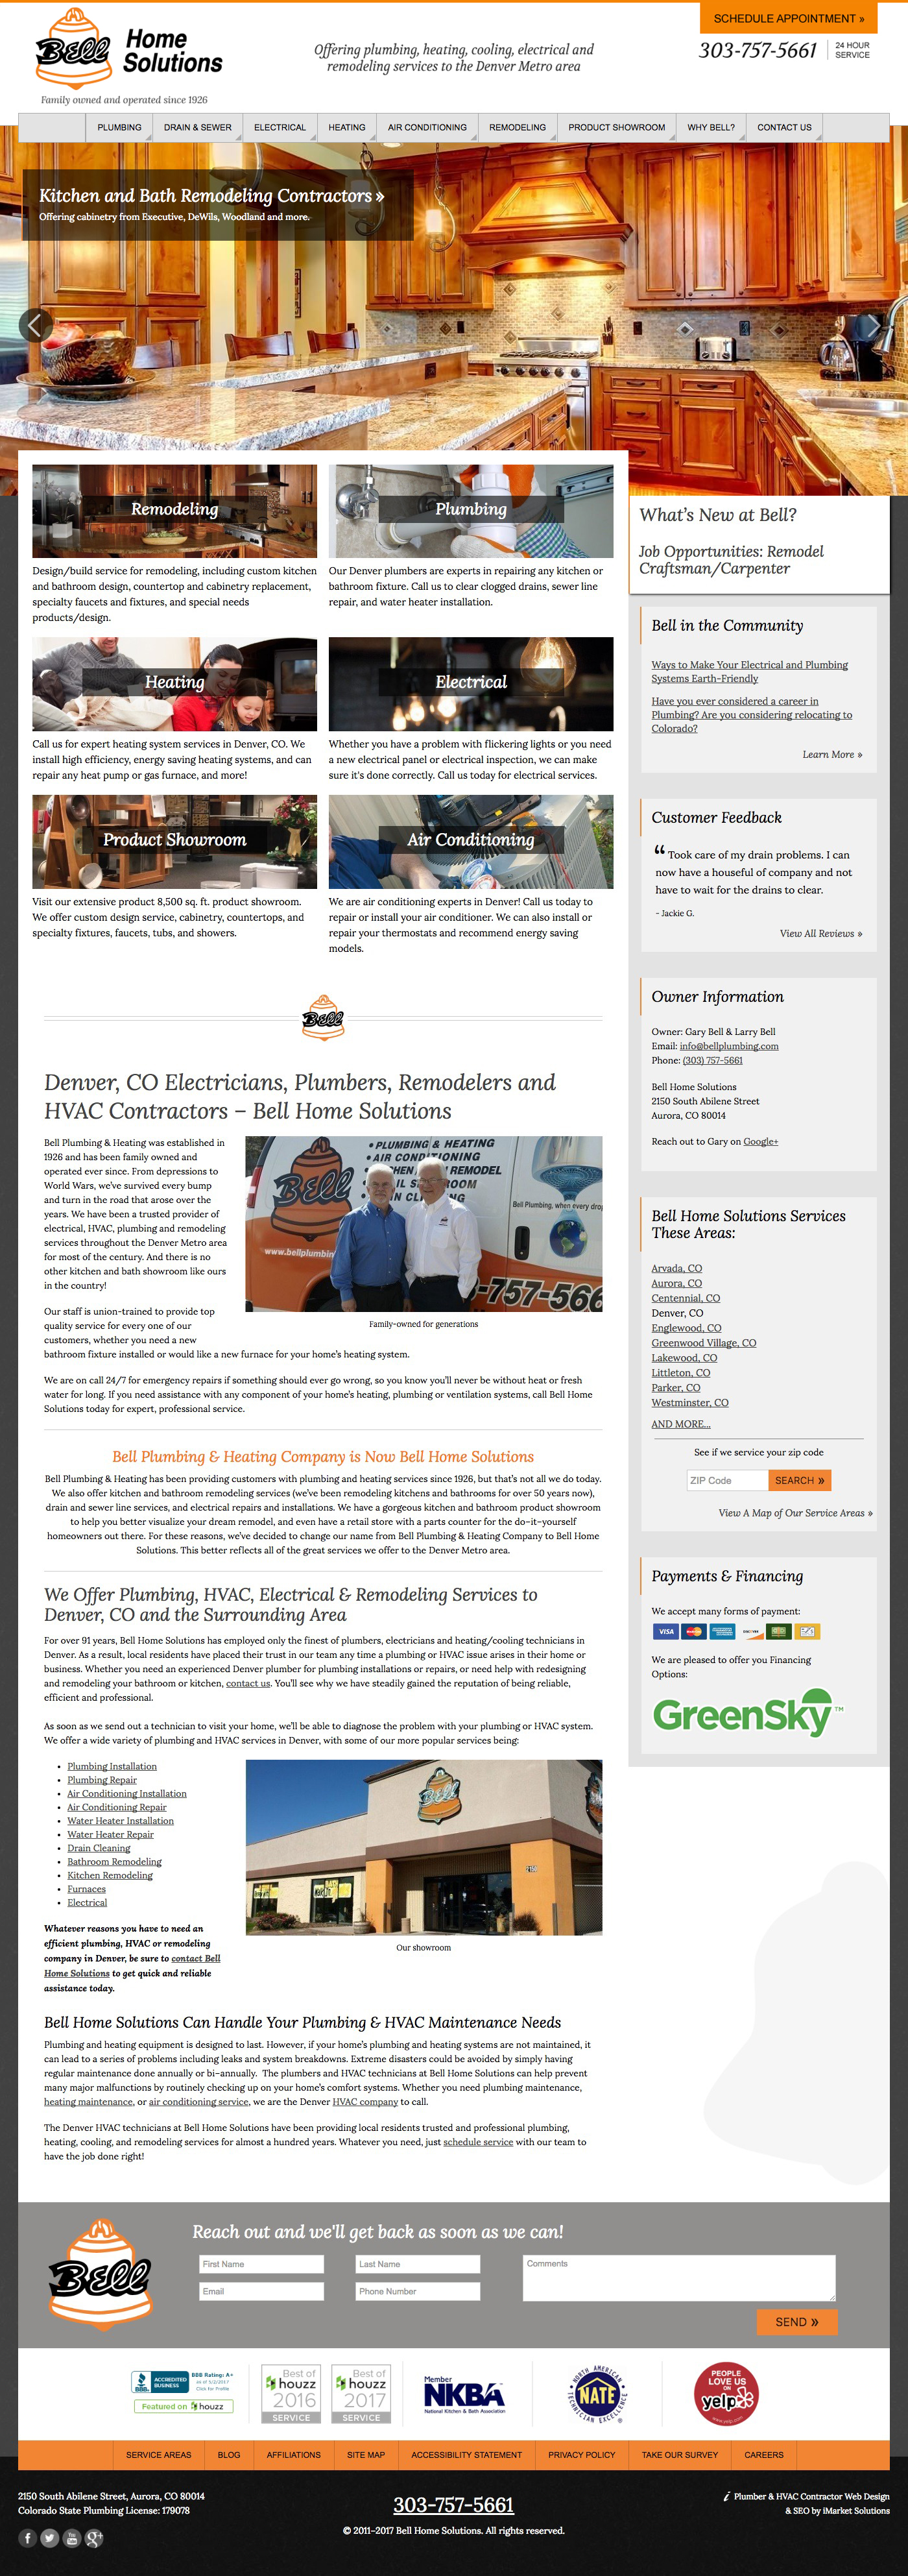 SCHEDULE APPOINTMENT »
Bell
Home
Solutions
Family owned and operated since 1926
Offering plumbing, heating, cooling, electrical and
remodeling services to the Denver Metro area
303-757-5661
24 HOUR
SERVICE
PLUMBING
DRAIN & SEWER
ELECTRICAL
HEATING
AIR CONDITIONING
REMODELING
PRODUCT SHOWROOM
WHY BELL?
CONTACT US
Kitchen and Bath Remodeling Contractors »
Offering cabinetry from Executive, DeWils, Woodland and more.
Remodeling
Design/build service for remodeling, including custom kitchen
and bathroom design, countertop and cabinetry replacement,
specialty faucets and fixtures, and special needs
products/design.
Plumbing
Our Denver plumbers are experts in repairing any kitchen or
bathroom fixture. Call us to clear clogged drains, sewer line
repair, and water heater installation.
Heating
Call us for expert heating system services in Denver, CO. We
install high efficiency, energy saving heating systems, and can
repair any heat pump or gas furnace, and more!
Electrical
Whether you have a problem with flickering lights or you need
a new electrical panel or electrical inspection, we can make
sure it's done correctly. Call us today for electrical services.
Product Showroom
Visit our extensive product 8,500 sq. ft. product showroom.
We offer custom design service, cabinetry, countertops, and
specialty fixtures, faucets, tubs, and showers.
Air Conditioning
We are air conditioning experts in Denver! Call us today to
repair or install your air conditioner. We can also install or
repair your thermostats and recommend energy saving
models.
Bell
Denver, CO Electricians, Plumbers, Remodelers and
HVAC Contractors – Bell Home Solutions
Bell Plumbing & Heating was established in
1926 and has been family owned and
operated ever since. From depressions to
World Wars, we've survived every bump
and turn in the road that arose over the
years. We have been a trusted provider of
electrical, HVAC, plumbing and remodeling
services throughout the Denver Metro area
for most of the century. And there is no
other kitchen and bath showroom like ours
in the country!
• PLUMBING & HEATING
• AIR CONDITIONING
REMODEL
Bell
Bell Plumbing, when every drop
www.bellplumbin
-757-566
Family-owned for generations
Our staff is union-trained to provide top
quality service for every one of our
customers, whether you need a new
bathroom fixture installed or would like a new furnace for your home's heating system.
We are on call 24/7 for emergency repairs if something should ever go wrong, so you know you'll never be without heat or fresh
water for long. If you need assistance with any component of your home's heating, plumbing or ventilation systems, call Bell Home
Solutions today for expert, professional service.
Bell Plumbing & Heating Company is Now Bell Home Solutions
Bell Plumbing & Heating has been providing customers with plumbing and heating services since 1926, but that's not all we do today.
We also offer kitchen and bathroom remodeling services (we've been remodeling kitchens and bathrooms for over 50 years now),
drain and sewer line services, and electrical repairs and installations. We have a gorgeous kitchen and bathroom product showroom
to help you better visualize your dream remodel, and even have a retail store with a parts counter for the do-it-yourself
homeowners out there. For these reasons, we've decided to change our name from Bell Plumbing & Heating Company to Bell Home
Solutions. This better reflects all of the great services we offer to the Denver Metro area.
We Offer Plumbing, HVAC, Electrical & Remodeling Services to
Denver, CO and the Surrounding Area
For over 91 years, Bell Home Solutions has employed only the finest of plumbers, electricians and heating/cooling technicians in
Denver. As a result, local residents have placed their trust in our team any time a plumbing or HVAC issue arises in their home or
business. Whether you need an experienced Denver plumber for plumbing installations or repairs, or need help with redesigning
and remodeling your bathroom or kitchen, contact us. You'll see why we have steadily gained the reputation of being reliable,
efficient and professional.
As soon as we send out a technician to visit your home, we'll be able to diagnose the problem with your plumbing or HVAC system.
We offer a wide variety of plumbing and HVAC services in Denver, with some of our more popular services being:
• Plumbing Installation
• Plumbing Repair
• Air Conditioning Installation
• Air Conditioning Repair
• Water Heater Installation
• Water Heater Repair
• Drain Cleaning
• Bathroom Remodeling
• Kitchen Remodeling
• Furnaces
• Electrical
Bell
Our showroom
Whatever reasons you have to need an
efficient plumbing, HVAC or remodeling
company in Denver, be sure to contact Bell
Home Solutions to get quick and reliable
assistance today.
Bell Home Solutions Can Handle Your Plumbing & HVAC Maintenance Needs
Plumbing and heating equipment is designed to last. However, if your home's plumbing and heating systems are not maintained, it
can lead to a series of problems including leaks and system breakdowns. Extreme disasters could be avoided by simply having
regular maintenance done annually or bi-annually. The plumbers and HVAC technicians at Bell Home Solutions can help prevent
many major malfunctions by routinely checking up on your home's comfort systems. Whether you need plumbing maintenance,
heating maintenance, or air conditioning service, we are the Denver HVAC company to call.
The Denver HVAC technicians at Bell Home Solutions have been providing local residents trusted and professional plumbing,
heating, cooling, and remodeling services for almost a hundred years. Whatever you need, just schedule service with our team to
have the job done right!
What's New at Bell?
Job Opportunities: Remodel
Craftsman/Carpenter
Bell in the Community
Ways to Make Your Electrical and Plumbing
Systems Earth-Friendly
Have you ever considered a career in
Plumbing? Are you considering relocating to
Colorado?
Learn More »
Customer Feedback
“ Took care of my drain problems. I can
now have a houseful of company and not
have to wait for the drains to clear.
- Jackie G.
View All Reviews »
Owner Information
Owner: Gary Bell & Larry Bell
Email: info@bellplumbing.com
Phone: (303) 757-5661
Bell Home Solutions
2150 South Abilene Street
Aurora, CO 80014
Reach out to Gary on Google+
Bell Home Solutions Services
These Areas:
Arvada, CO
Aurora, CO
Centennial, CO
Denver, CO
Englewood, CO
Greenwood Village, CO
Lakewood, CO
Littleton, CO
Parker, CO
Westminster, CO
AND MORE...
See if we service your zip code
ZIP Code
SEARCH »
View A Map of Our Service Areas »
Payments & Financing
We accept many forms of payment:
VISA
We are pleased to offer you Financing
Options:
GreenSky™
Bell
Reach out and we'll get back as soon as we can!
First Name
Last Name
Comments
Email
Phone Number
SEND »
BBB
ACCREDITED
BUSINESS
BBB Rating: A+
as of 5/2/2017
Click for Profile
Featured on houzz
Best of
houzz
2016
SERVICE
Best of
houzz
2017
SERVICE
Member
NKBA
National Kitchen & Bath Association
NORTH AMERICAN
NATE
TECHNICIAN EXCELLENCE
®
PEOPLE
LOVE US
ON
yelp
www.yelp.com
SERVICE AREAS
BLOG
AFFILIATIONS
SITE MAP
ACCESSIBILITY STATEMENT
PRIVACY POLICY
TAKE OUR SURVEY
CAREERS
2150 South Abilene Street, Aurora, CO 80014
Colorado State Plumbing License: 179078
303-757-5661
© 2011-2017 Bell Home Solutions. All rights reserved.
i Plumber & HVAC Contractor Web Design
& SEO by iMarket Solutions